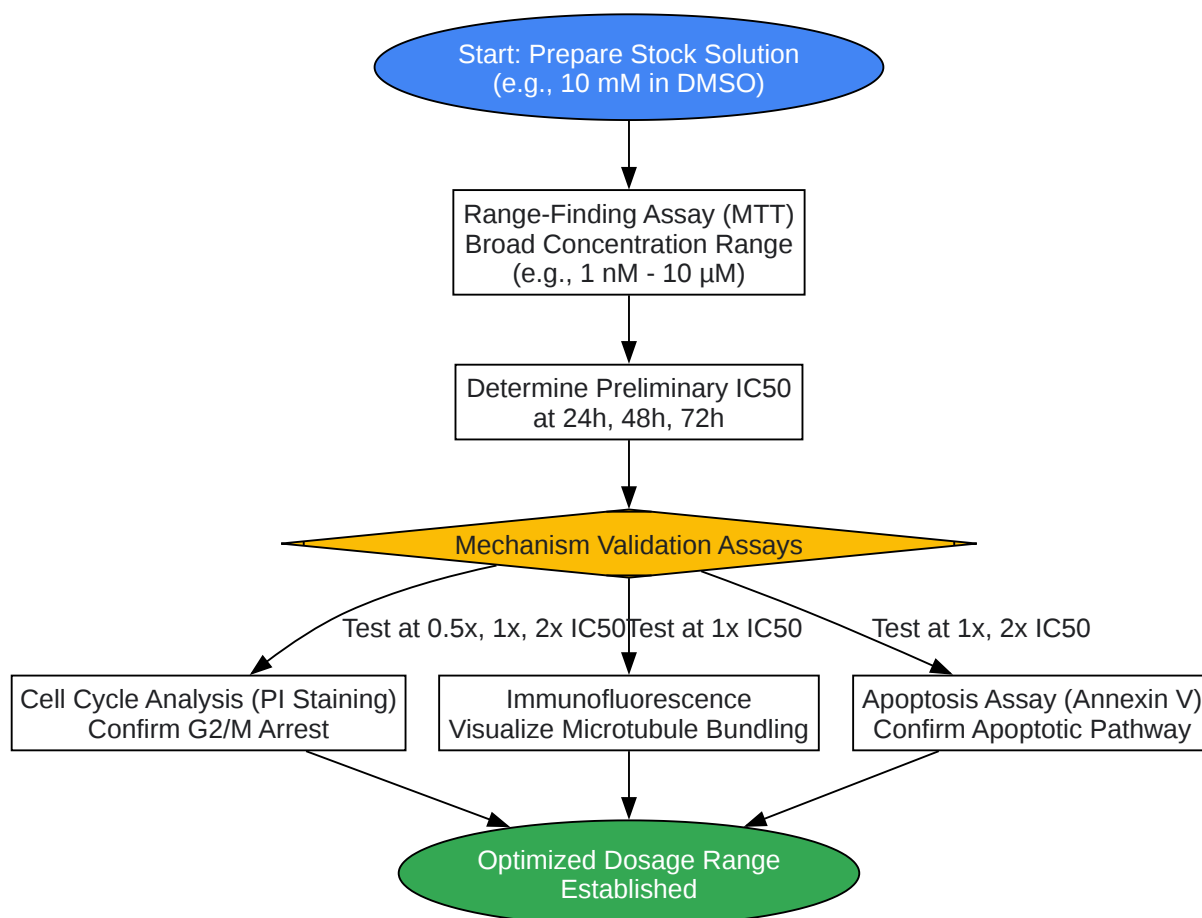 Start: Prepare Stock Solution
(e.g., 10 mM in DMSO)
Range-Finding Assay (MTT)
Broad Concentration Range
(e.g., 1 nM - 10 µM)
Determine Preliminary IC50
at 24h, 48h, 72h
Mechanism Validation Assays
Test at 0.5x, 1x, 2x IC50
Test at 1x IC50
Test at 1x, 2x IC50
Cell Cycle Analysis (PI Staining)
Confirm G2/M Arrest
Immunofluorescence
Visualize Microtubule Bundling
Apoptosis Assay (Annexin V)
Confirm Apoptotic Pathway
Optimized Dosage Range
Established